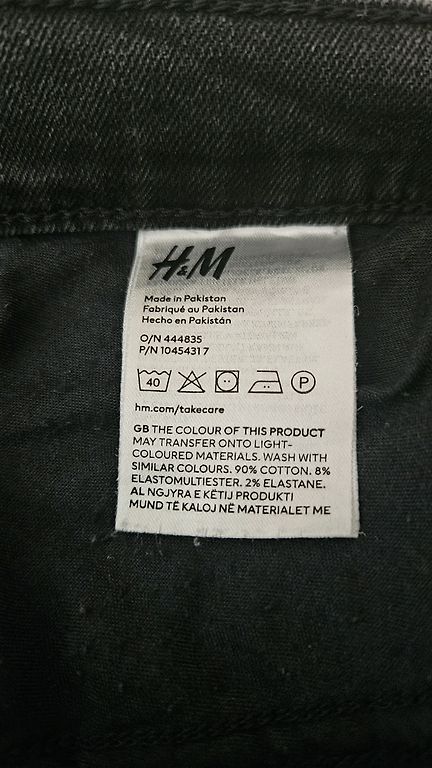 H&M
Made in Pakistan
Fabriqué au Pakistan
Hecho en Pakistán
O/N 444835
P/N 1045431 7
40
P
hm.com/takecare
GB THE COLOUR OF THIS PRODUCT
MAY TRANSFER ONTO LIGHT-
COLOURED MATERIALS. WASH WITH
SIMILAR COLOURS. 90% COTTON. 8%
ELASTOMULTIESTER. 2% ELASTANE.
AL NGJYRA E KËTIJ PRODUKTI
MUND TË KALOJ NË MATERIALET ME